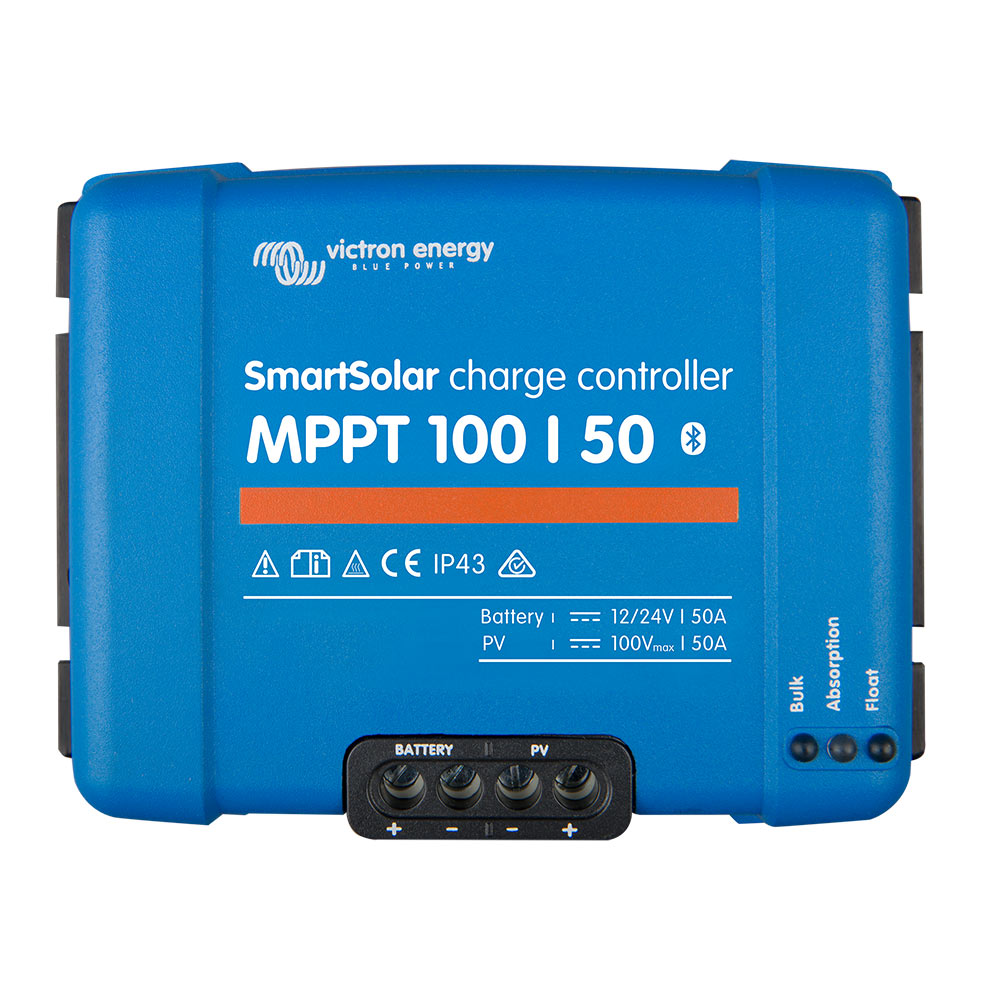 victron energy
BLUE POWER
SmartSolar charge controller
MPPT 100 | 50
CE IP43
Battery 12/24V | 50A
PV 100Vmax | 50A
Bulk
Absorption
Float
BATTERY PV
+ - - +